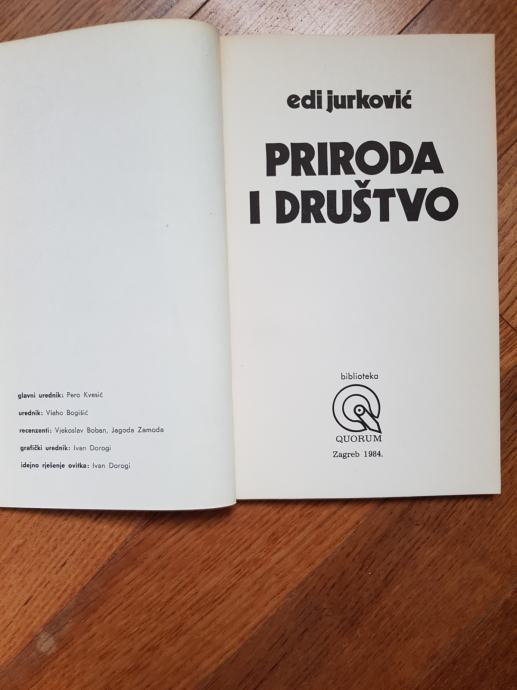 glavni urednik: Pero Kvesić
urednik: Vlaho Bogišić
recenzenti: Vjekoslav Boban, Jagoda Zamoda
grafički urednik: Ivan Dorogi
idejno rješenje ovitka: Ivan Dorogi
edi jurković
PRIRODA
I DRUŠTVO
biblioteka
QUORUM
Zagreb 1984.